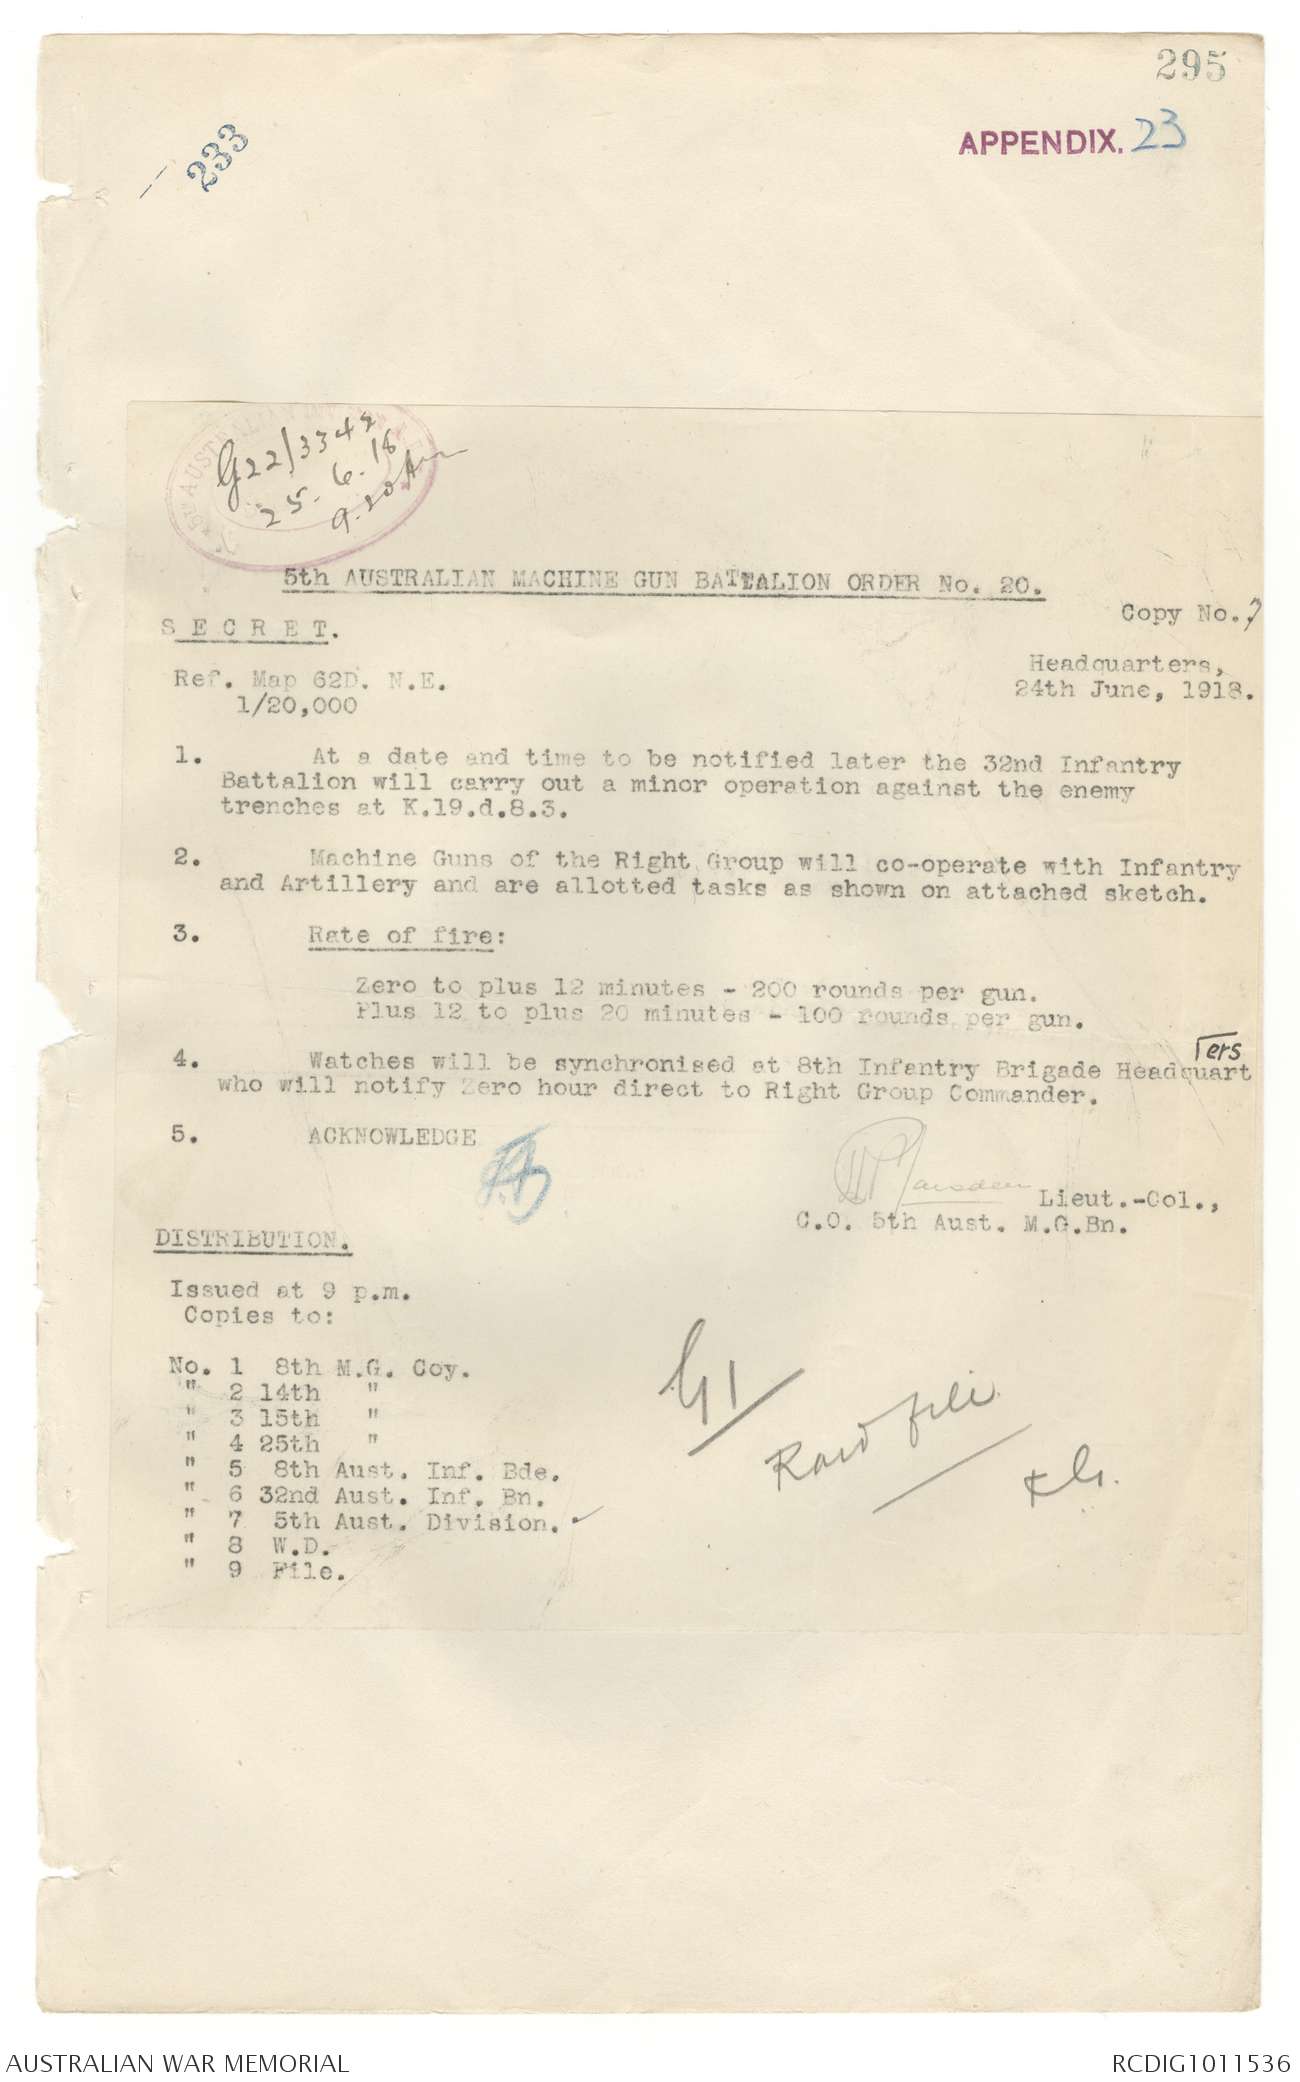 295
APPENDIX. 23
233
5TH AUSTRALIAN
G22/3342
25.6.18
9.20 Am
5th AUSTRALIAN MACHINE GUN BATTALION ORDER No. 20.
Copy No. 7
S E C R E T.
Headquarters,
24th June, 1918.
Ref. Map 62D. N.E.
1/20,000
1. At a date and time to be notified later the 32nd Infantry
Battalion will carry out a minor operation against the enemy
trenches at K.19.d.8.3.
2. Machine Guns of the Right Group will co-operate with Infantry
and Artillery and are allotted tasks as shown on attached sketch.
3. Rate of fire:
Zero to plus 12 minutes - 200 rounds per gun.
Plus 12 to plus 20 minutes - 100 rounds per gun.
4. Watches will be synchronised at 8th Infantry Brigade Headquarters
who will notify Zero hour direct to Right Group Commander.
5. ACKNOWLEDGE
Marsden Lieut.-Col.,
C.O. 5th Aust. M.G.Bn.
DISTRIBUTION.
Issued at 9 p.m.
Copies to:
No. 1 8th M.G. Coy.
" 2 14th "
" 3 15th "
" 4 25th "
" 5 8th Aust. Inf. Bde.
" 6 32nd Aust. Inf. Bn.
" 7 5th Aust. Division.
" 8 W.D.
" 9 File.
G1
Raid file
AUSTRALIAN WAR MEMORIAL
RCDIG1011536